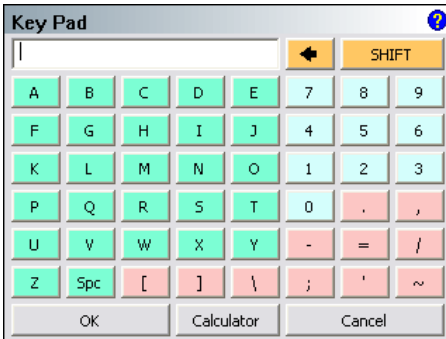 Key Pad ?
SHIFT
A B C D E 7 8 9
F G H I J 4 5 6
K L M N O 1 2 3
P Q R S T 0 . ,
U V W X Y - = /
Z Spc [ ] \ ; ' ~
OK Calculator Cancel